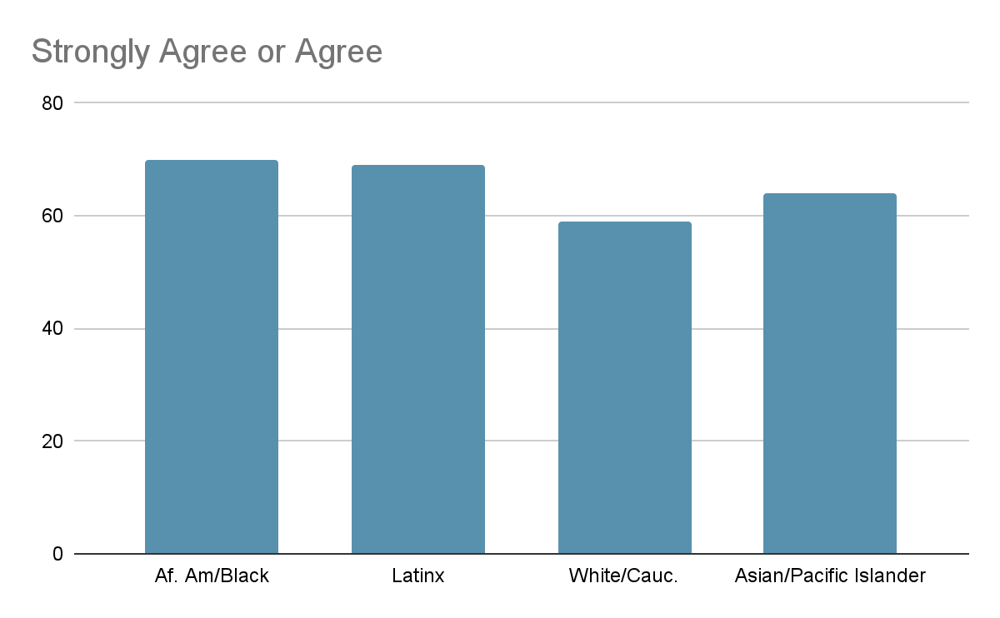 Strongly Agree or Agree
80
60
40
20
0
Af. Am/Black
Latinx
White/Cauc.
Asian/Pacific Islander